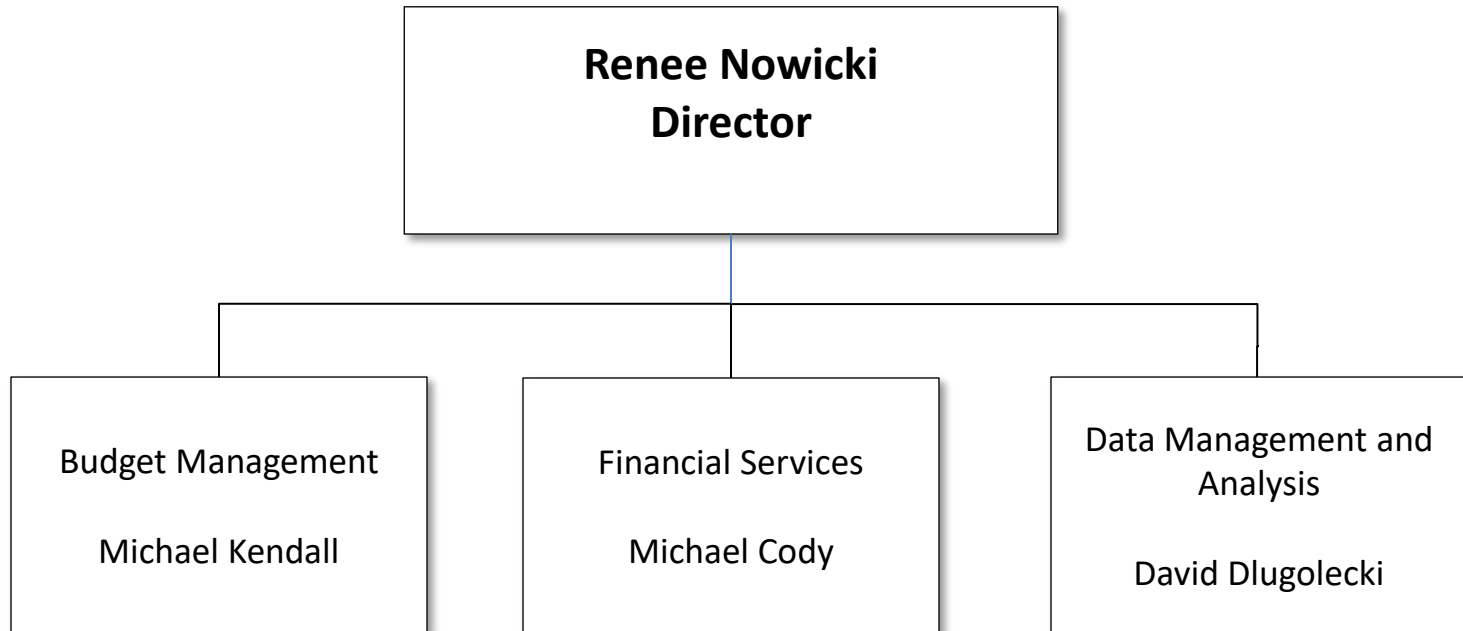 Renee Nowicki
Director
Budget Management
Michael Kendall
Financial Services
Michael Cody
Data Management and
Analysis
David Dlugolecki